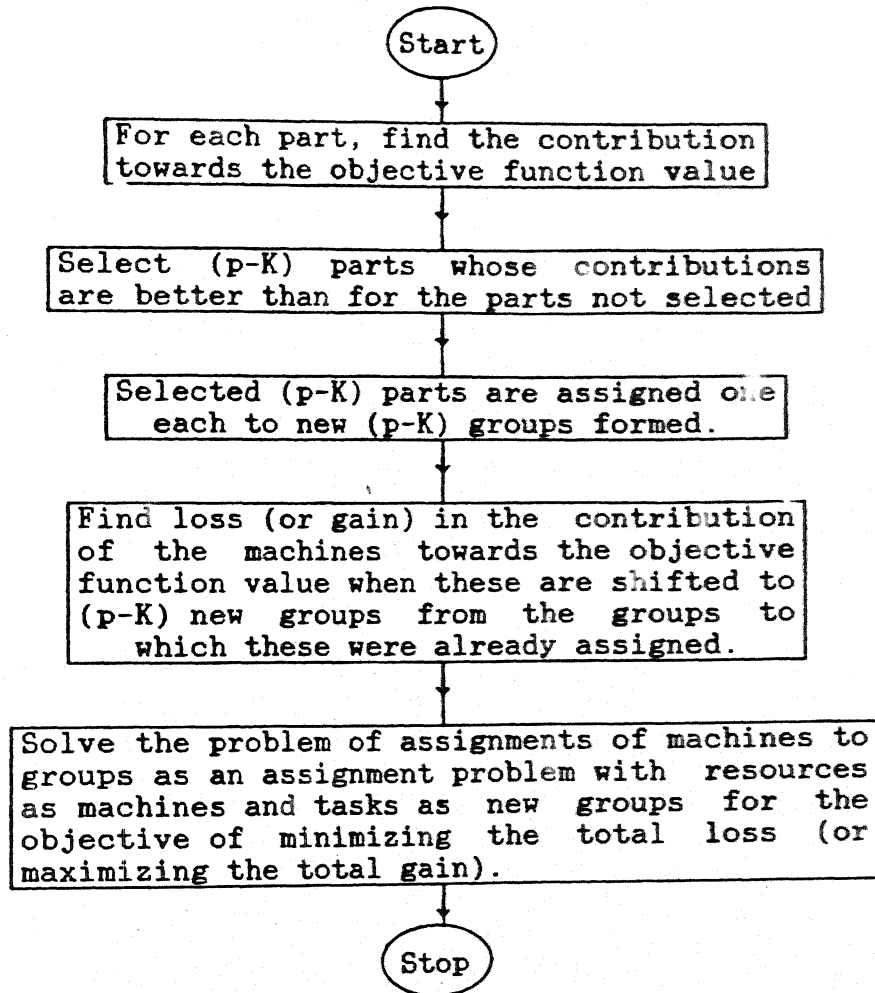 Start
For each part, find the contribution
towards the objective function value
Select (p-K) parts whose contributions
are better than for the parts not selected
Selected (p-K) parts are assigned one
each to new (p-K) groups formed.
Find loss (or gain) in the contribution
of the machines towards the objective
function value when these are shifted to
(p-K) new groups from the groups to
which these were already assigned.
Solve the problem of assignments of machines to
groups as an assignment problem with resources
as machines and tasks as new groups for the
objective of minimizing the total loss (or
maximizing the total gain).
Stop